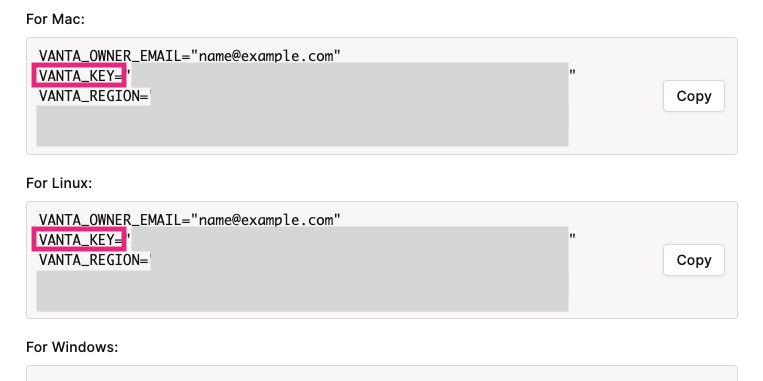 For Mac:
VANTA_OWNER_EMAIL="name@example.com"
VANTA_KEY="
"
VANTA_REGION="
Copy
For Linux:
VANTA_OWNER_EMAIL="name@example.com"
VANTA_KEY="
"
VANTA_REGION="
Copy
For Windows: